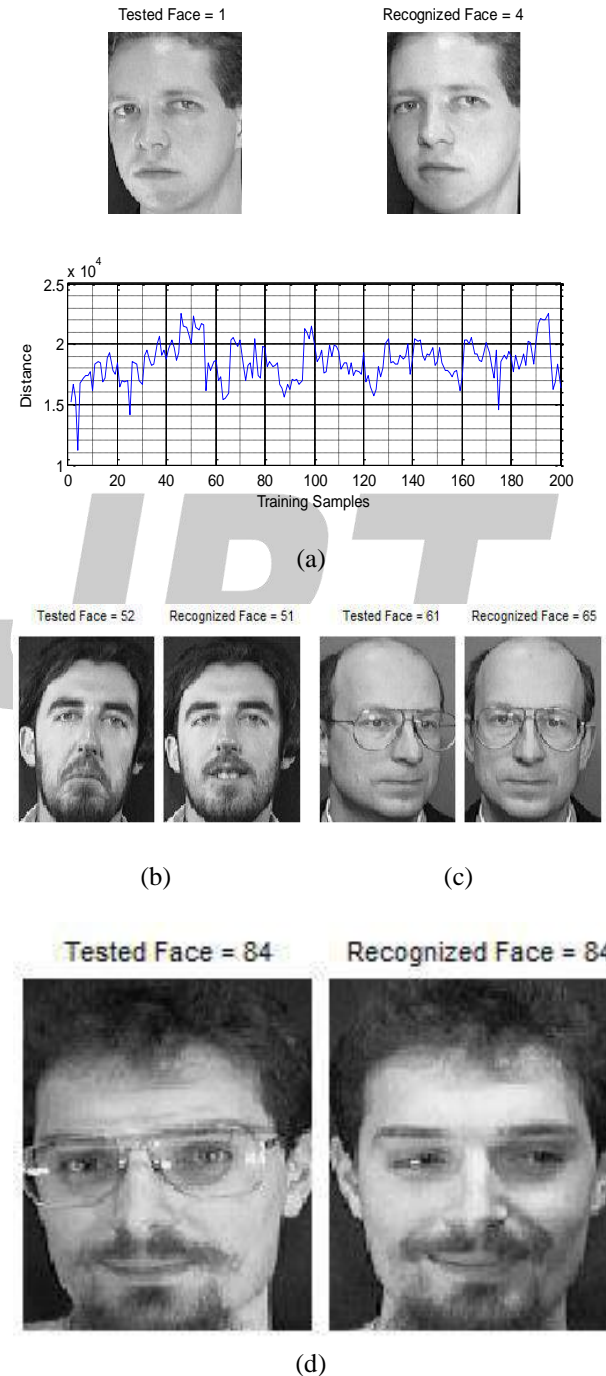 Tested Face = 1 Recognized Face = 4
x 10^4
2.5
2
1.5
1
Distance
0 20 40 60 80 100 120 140 160 180 200
Training Samples
(a)
IRT
Tested Face = 52 Recognized Face = 51 Tested Face = 61 Recognized Face = 65
(b) (c)
Tested Face = 84 Recognized Face = 84
(d)